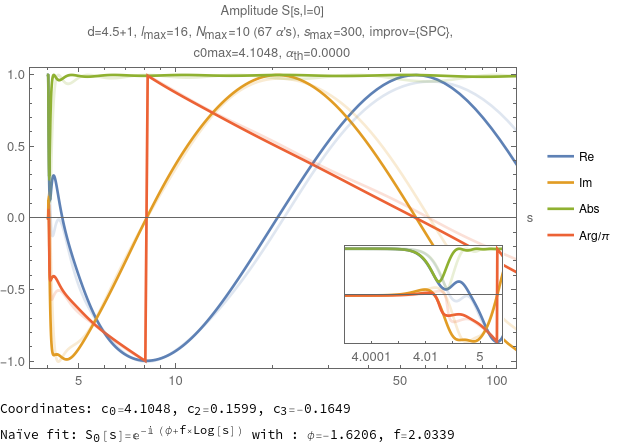 Amplitude S[s,l=0]
d=4.5+1, lmax=16, Nmax=10 (67 α's), smax=300, improv={SPC},
c0max=4.1048, αth=0.0000
1.0
0.5
0.0
−0.5
−1.0
5
10
50
100
s
4.0001
4.01
5
Re
Im
Abs
Arg/π
Coordinates: c₀=4.1048, c₂=0.1599, c₃=−0.1649
Naïve fit: S₀[s]=e^-i (ϕ+f×Log[s]) with : ϕ=−1.6206, f=2.0339